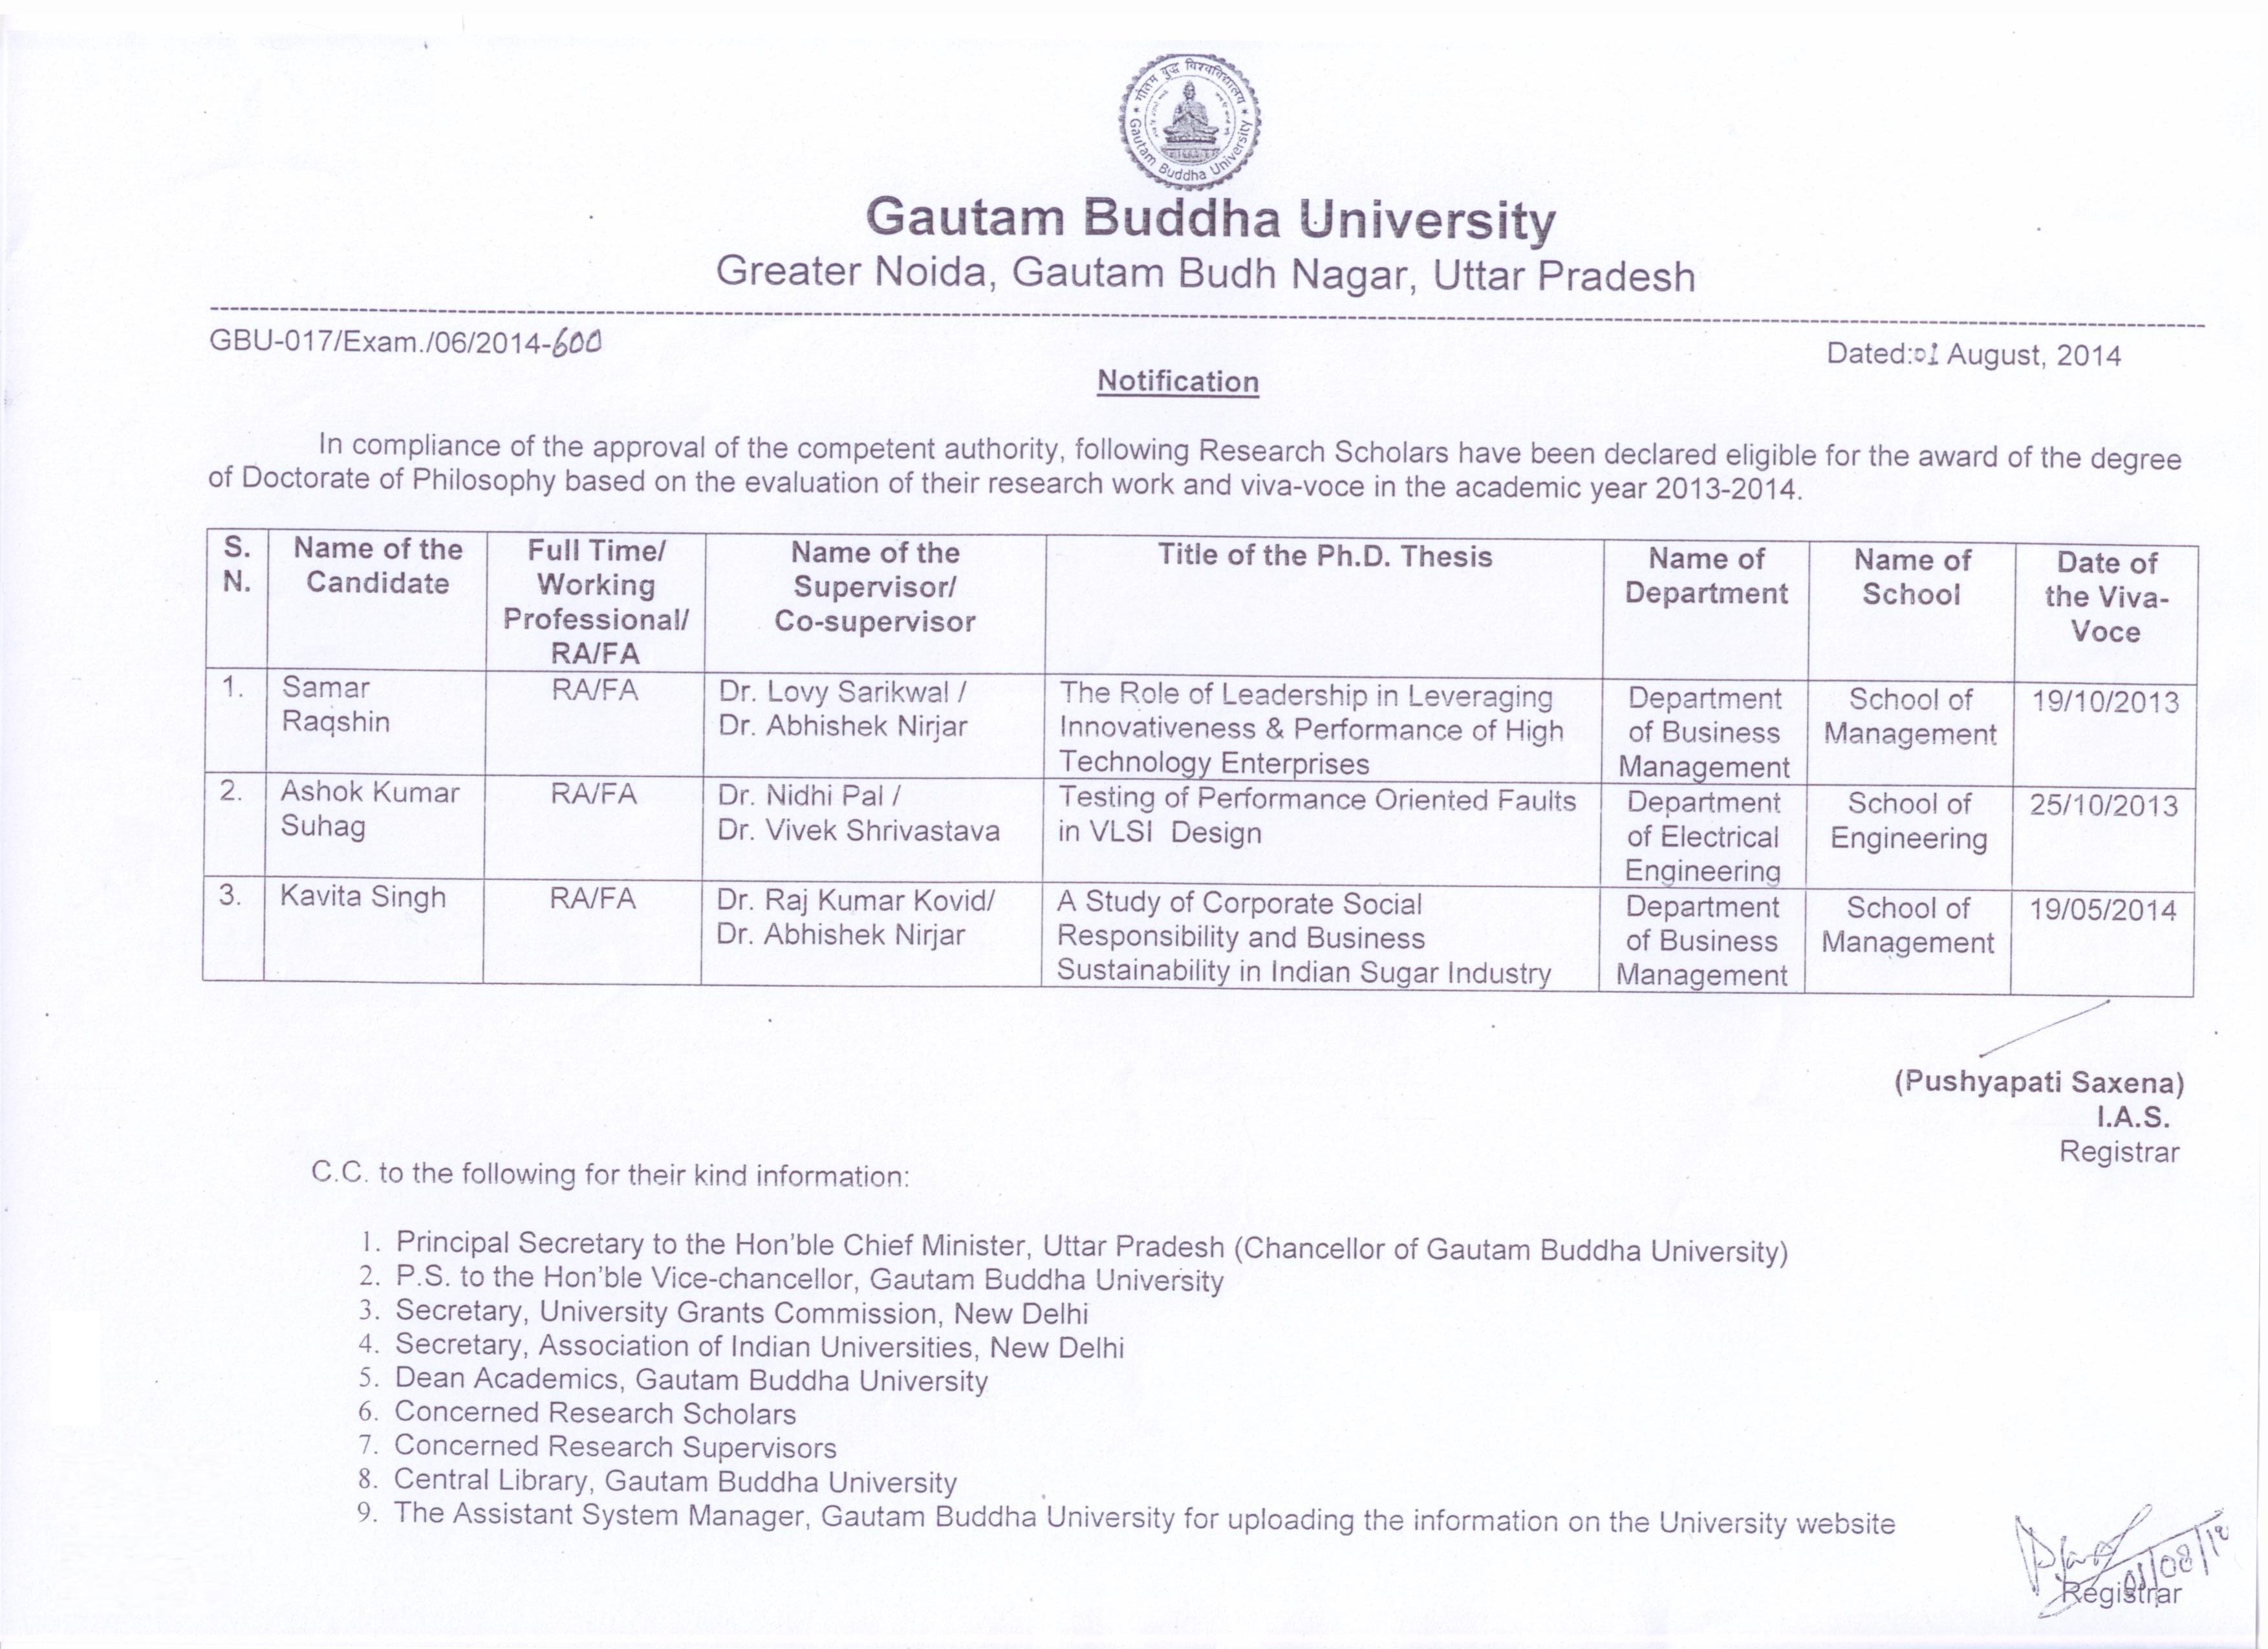 गौतम बुद्ध विश्वविद्यालय
Gautam Buddha University
Gautam Buddha University
Greater Noida, Gautam Budh Nagar, Uttar Pradesh
GBU-017/Exam./06/2014-600
Dated:01 August, 2014
Notification
In compliance of the approval of the competent authority, following Research Scholars have been declared eligible for the award of the degree
of Doctorate of Philosophy based on the evaluation of their research work and viva-voce in the academic year 2013-2014.
S.
N.
Name of the
Candidate
Full Time/
Working
Professional/
RA/FA
Name of the
Supervisor/
Co-supervisor
Title of the Ph.D. Thesis
Name of
Department
Name of
School
Date of
the Viva-
Voce
1.
Samar
Raqshin
RA/FA
Dr. Lovy Sarikwal /
Dr. Abhishek Nirjar
The Role of Leadership in Leveraging
Innovativeness & Performance of High
Technology Enterprises
Department
of Business
Management
School of
Management
19/10/2013
2.
Ashok Kumar
Suhag
RA/FA
Dr. Nidhi Pal /
Dr. Vivek Shrivastava
Testing of Performance Oriented Faults
in VLSI Design
Department
of Electrical
Engineering
School of
Engineering
25/10/2013
3.
Kavita Singh
RA/FA
Dr. Raj Kumar Kovid/
Dr. Abhishek Nirjar
A Study of Corporate Social
Responsibility and Business
Sustainability in Indian Sugar Industry
Department
of Business
Management
School of
Management
19/05/2014
(Pushyapati Saxena)
I.A.S.
Registrar
C.C. to the following for their kind information:
1. Principal Secretary to the Hon'ble Chief Minister, Uttar Pradesh (Chancellor of Gautam Buddha University)
2. P.S. to the Hon'ble Vice-chancellor, Gautam Buddha University
3. Secretary, University Grants Commission, New Delhi
4. Secretary, Association of Indian Universities, New Delhi
5. Dean Academics, Gautam Buddha University
6. Concerned Research Scholars
7. Concerned Research Supervisors
8. Central Library, Gautam Buddha University
9. The Assistant System Manager, Gautam Buddha University for uploading the information on the University website
Registrar